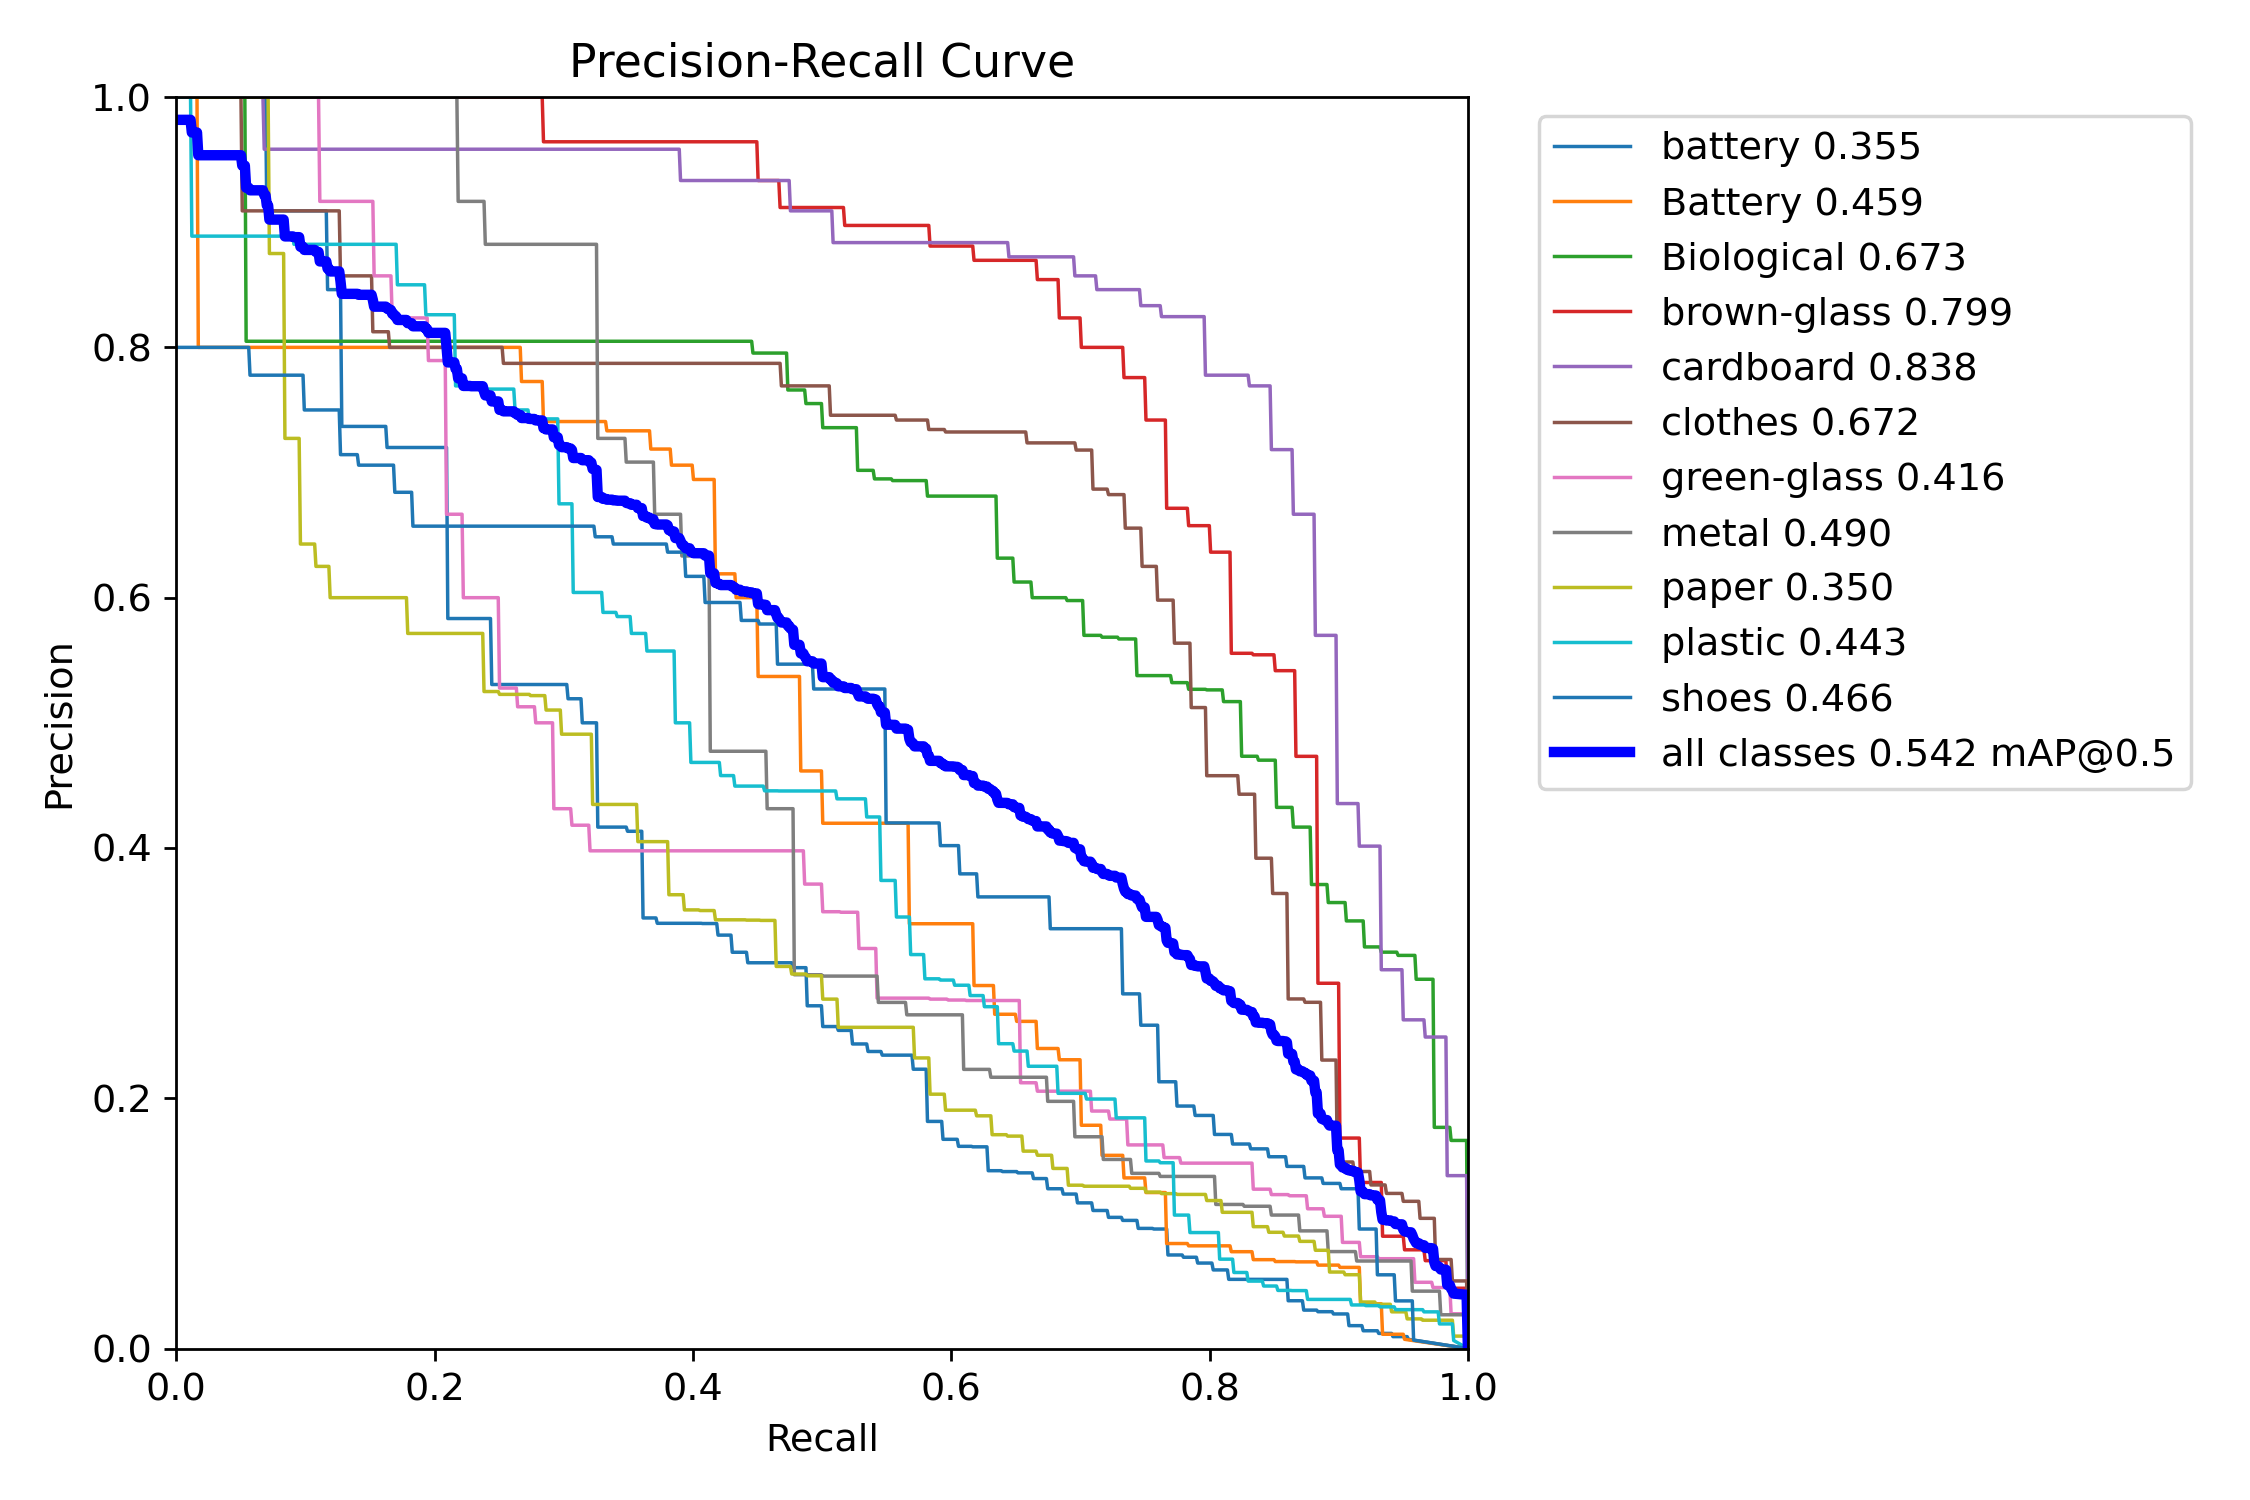 Precision-Recall Curve
1.0
0.8
0.6
0.4
0.2
0.0
Precision
0.0 0.2 0.4 0.6 0.8 1.0
Recall
battery 0.355
Battery 0.459
Biological 0.673
brown-glass 0.799
cardboard 0.838
clothes 0.672
green-glass 0.416
metal 0.490
paper 0.350
plastic 0.443
shoes 0.466
all classes 0.542 mAP@0.5